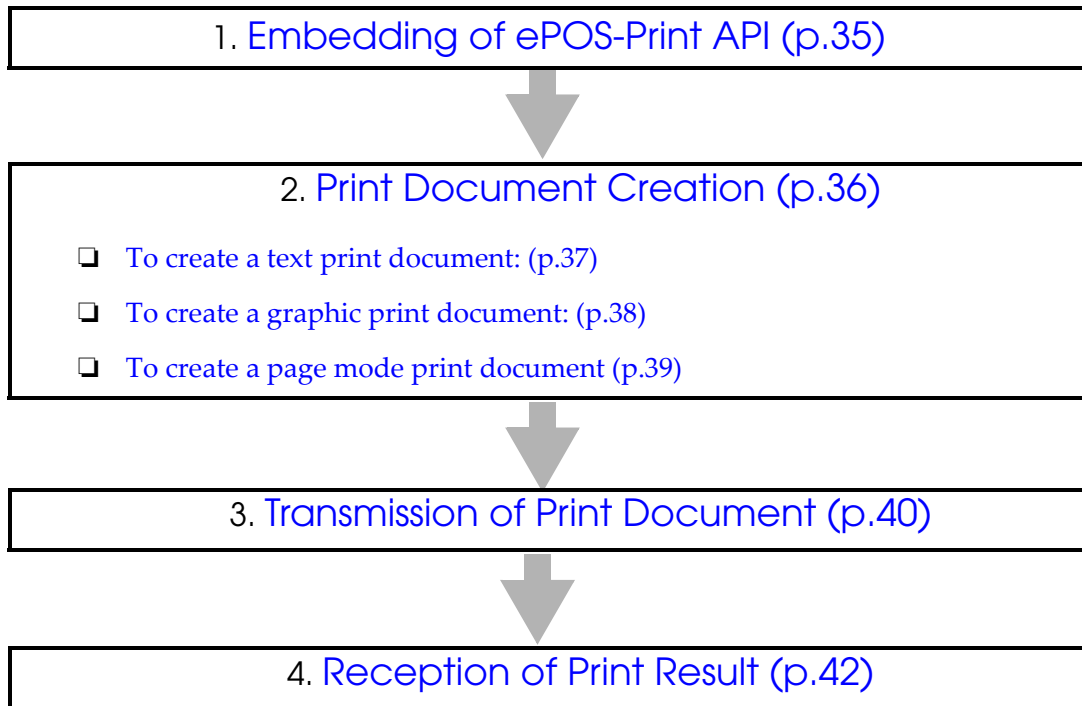 1. Embedding of ePOS-Print API (p.35)
2. Print Document Creation (p.36)
❏ To create a text print document: (p.37)
❏ To create a graphic print document: (p.38)
❏ To create a page mode print document (p.39)
3. Transmission of Print Document (p.40)
4. Reception of Print Result (p.42)